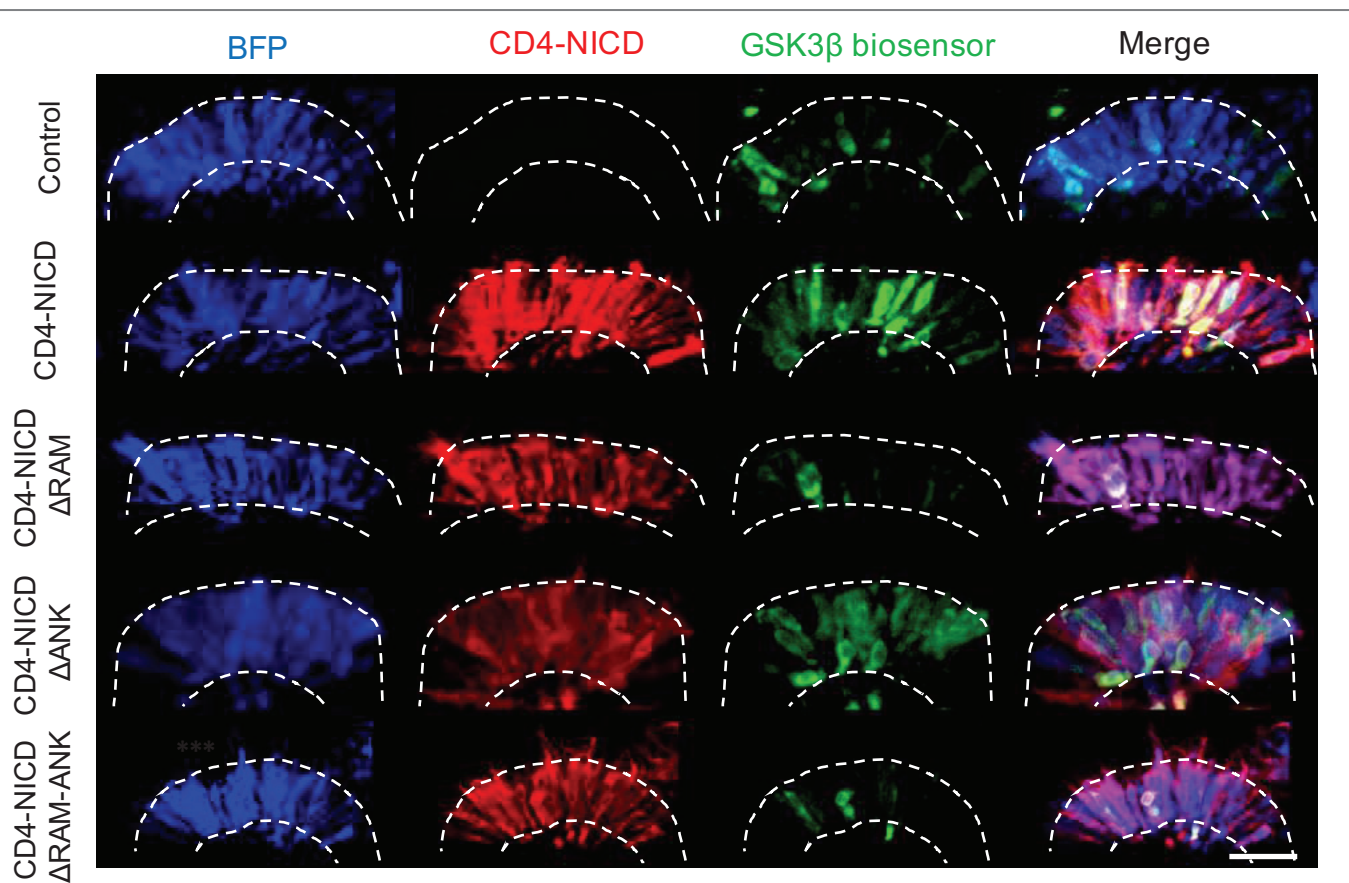 BFP
CD4-NICD
GSK3β biosensor
Merge
Control
CD4-NICD
CD4-NICD
ΔRAM
CD4-NICD
ΔANK
CD4-NICD
ΔRAM-ANK
***